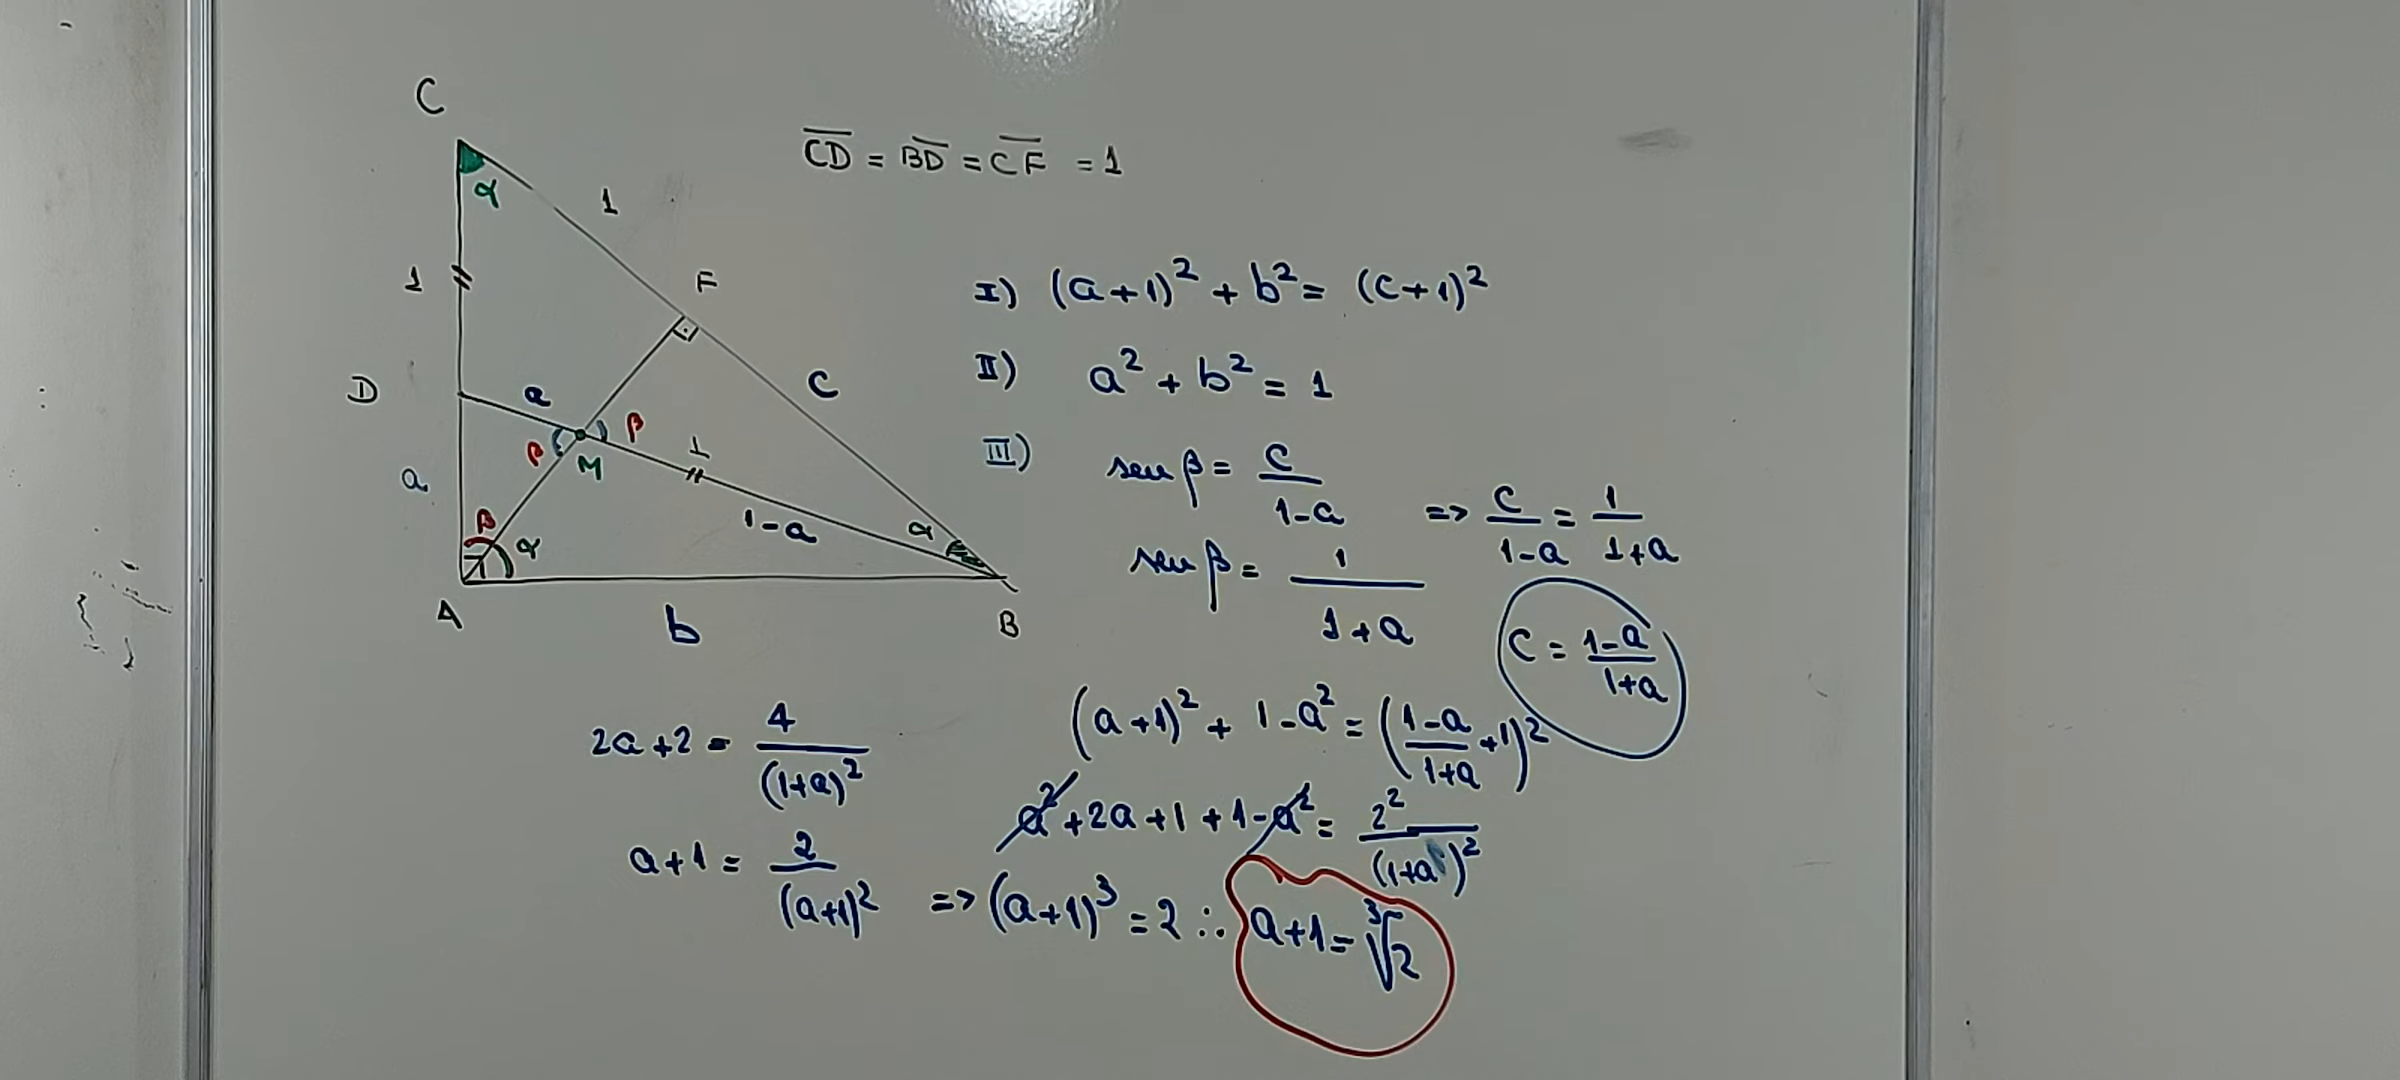 C
α
1
1
F
D
a
C
β
β
M
1
a
1-a
β
α
α
A
b
B
CD = BD = CF = 1
I) (a+1)² + b² = (C+1)²
II) a² + b² = 1
III) sen β = C/(1-a)
=> C/(1-a) = 1/(1+a)
sen β = 1/(1+a)
C = (1-a)/(1+a)
(a+1)² + 1-a² = ((1-a)/(1+a) +1)²
a² + 2a + 1 + 1 - a² = 2²/(1+a)²
2a+2 = 4/(1+a)²
a+1 = 2/(a+1)² => (a+1)³ = 2 ∴ a+1 = ³√2